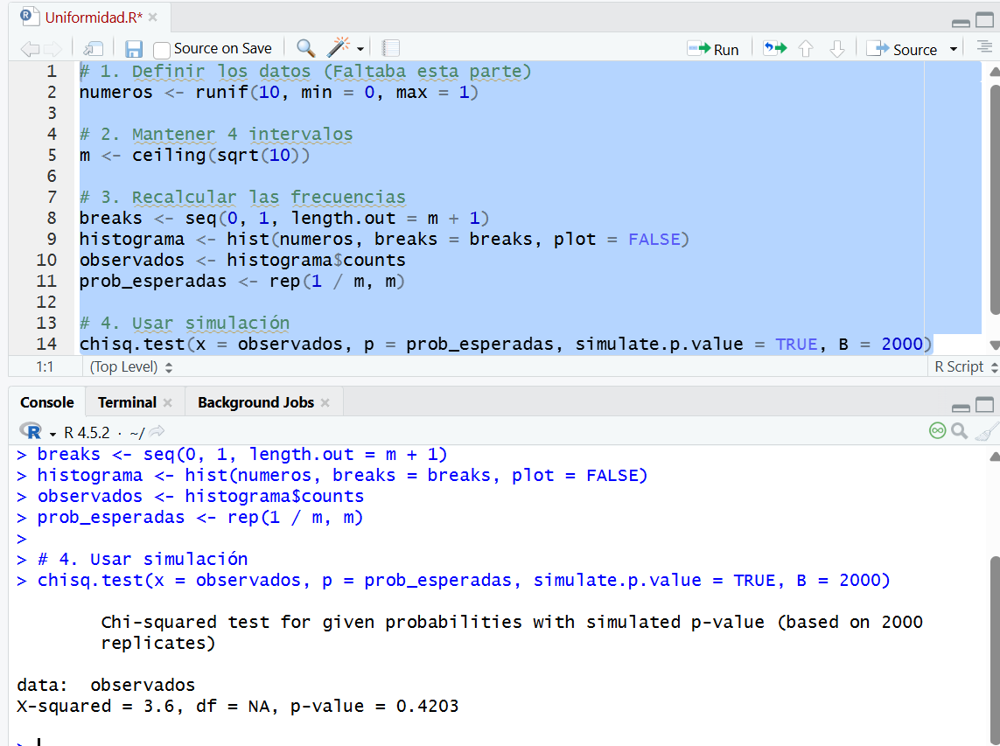 Uniformidad.R*
Source on Save
Run
Source
1 # 1. Definir los datos (Faltaba esta parte)
2 numeros <- runif(10, min = 0, max = 1)
3
4 # 2. Mantener 4 intervalos
5 m <- ceiling(sqrt(10))
6
7 # 3. Recalcular las frecuencias
8 breaks <- seq(0, 1, length.out = m + 1)
9 histograma <- hist(numeros, breaks = breaks, plot = FALSE)
10 observados <- histograma$counts
11 prob_esperadas <- rep(1 / m, m)
12
13 # 4. Usar simulación
14 chisq.test(x = observados, p = prob_esperadas, simulate.p.value = TRUE, B = 2000)
1:1 (Top Level) R Script
Console Terminal Background Jobs
R R 4.5.2 · ~/
> breaks <- seq(0, 1, length.out = m + 1)
> histograma <- hist(numeros, breaks = breaks, plot = FALSE)
> observados <- histograma$counts
> prob_esperadas <- rep(1 / m, m)
>
> # 4. Usar simulación
> chisq.test(x = observados, p = prob_esperadas, simulate.p.value = TRUE, B = 2000)
Chi-squared test for given probabilities with simulated p-value (based on 2000
replicates)
data:  observados
X-squared = 3.6, df = NA, p-value = 0.4203
>